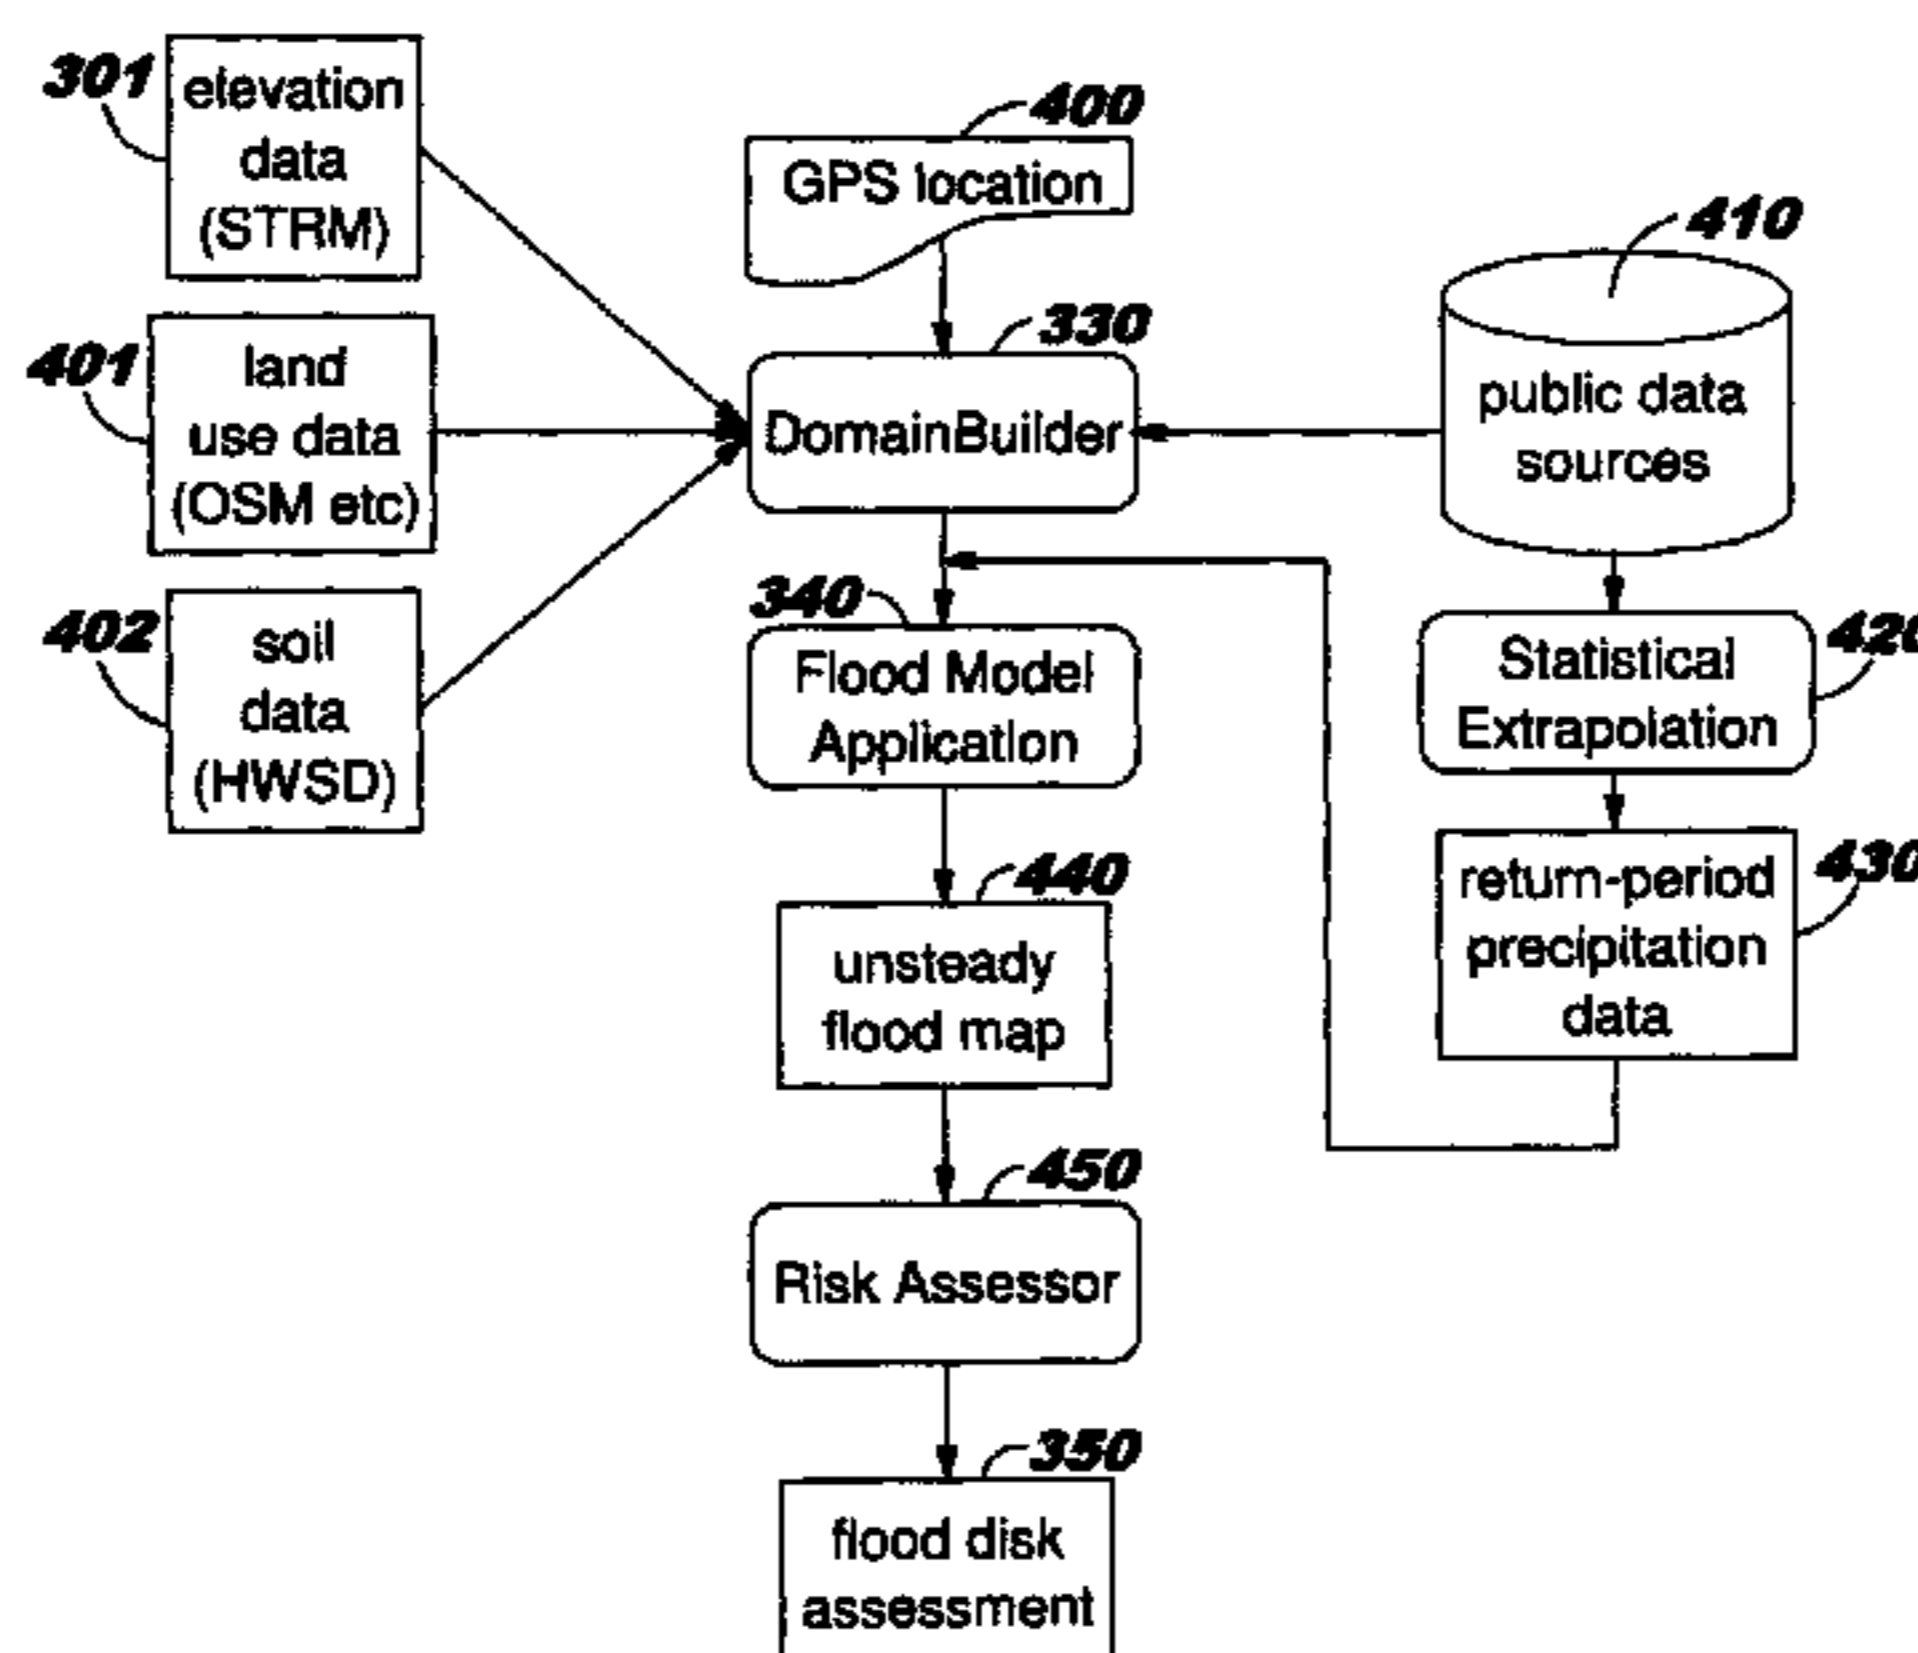 301
elevation
data
(STRM)
400
GPS location
410
public data
sources
401
land
use data
(OSM etc)
330
DomainBuilder
402
soil
data
(HWSD)
340
Flood Model
Application
420
Statistical
Extrapolation
430
return-period
precipitation
data
440
unsteady
flood map
450
Risk Assessor
350
flood disk
assessment